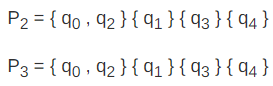 P₂ = { q₀ , q₂ } { q₁ } { q₃ } { q₄ }
P₃ = { q₀ , q₂ } { q₁ } { q₃ } { q₄ }